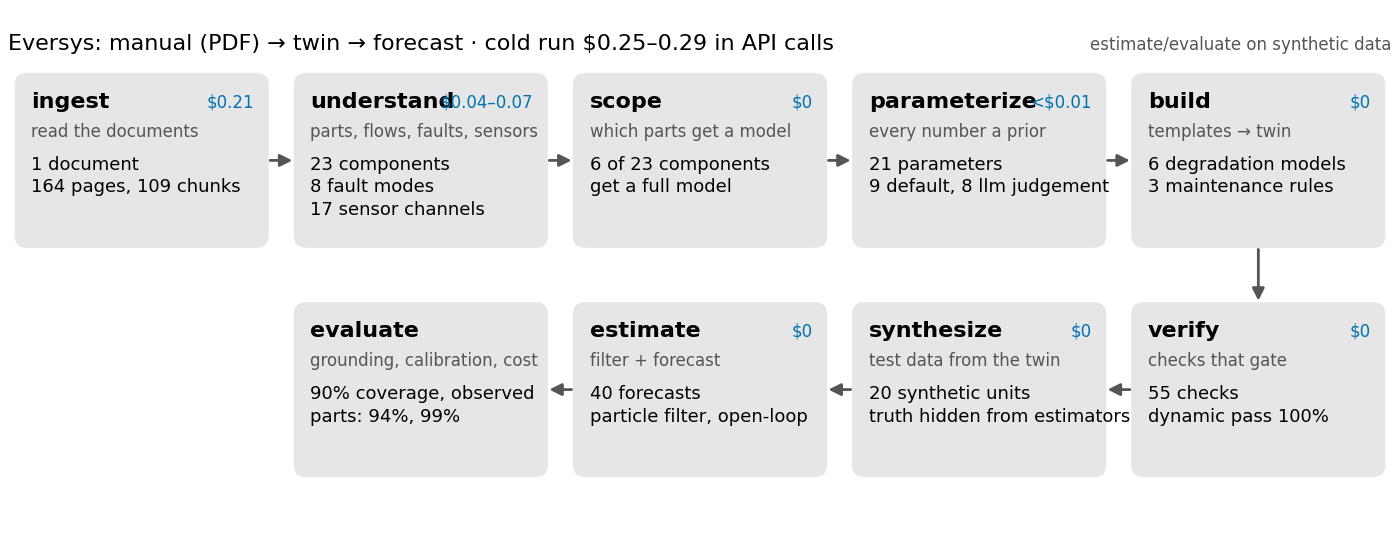 Eversys: manual (PDF) → twin → forecast · cold run $0.25–0.29 in API calls
estimate/evaluate on synthetic data
ingest $0.21
read the documents
1 document
164 pages, 109 chunks
understand $0.04–0.07
parts, flows, faults, sensors
23 components
8 fault modes
17 sensor channels
scope $0
which parts get a model
6 of 23 components
get a full model
parameterize <$0.01
every number a prior
21 parameters
9 default, 8 llm judgement
build $0
templates → twin
6 degradation models
3 maintenance rules
verify $0
checks that gate
55 checks
dynamic pass 100%
synthesize $0
test data from the twin
20 synthetic units
truth hidden from estimators
estimate $0
filter + forecast
40 forecasts
particle filter, open-loop
evaluate
grounding, calibration, cost
90% coverage, observed
parts: 94%, 99%